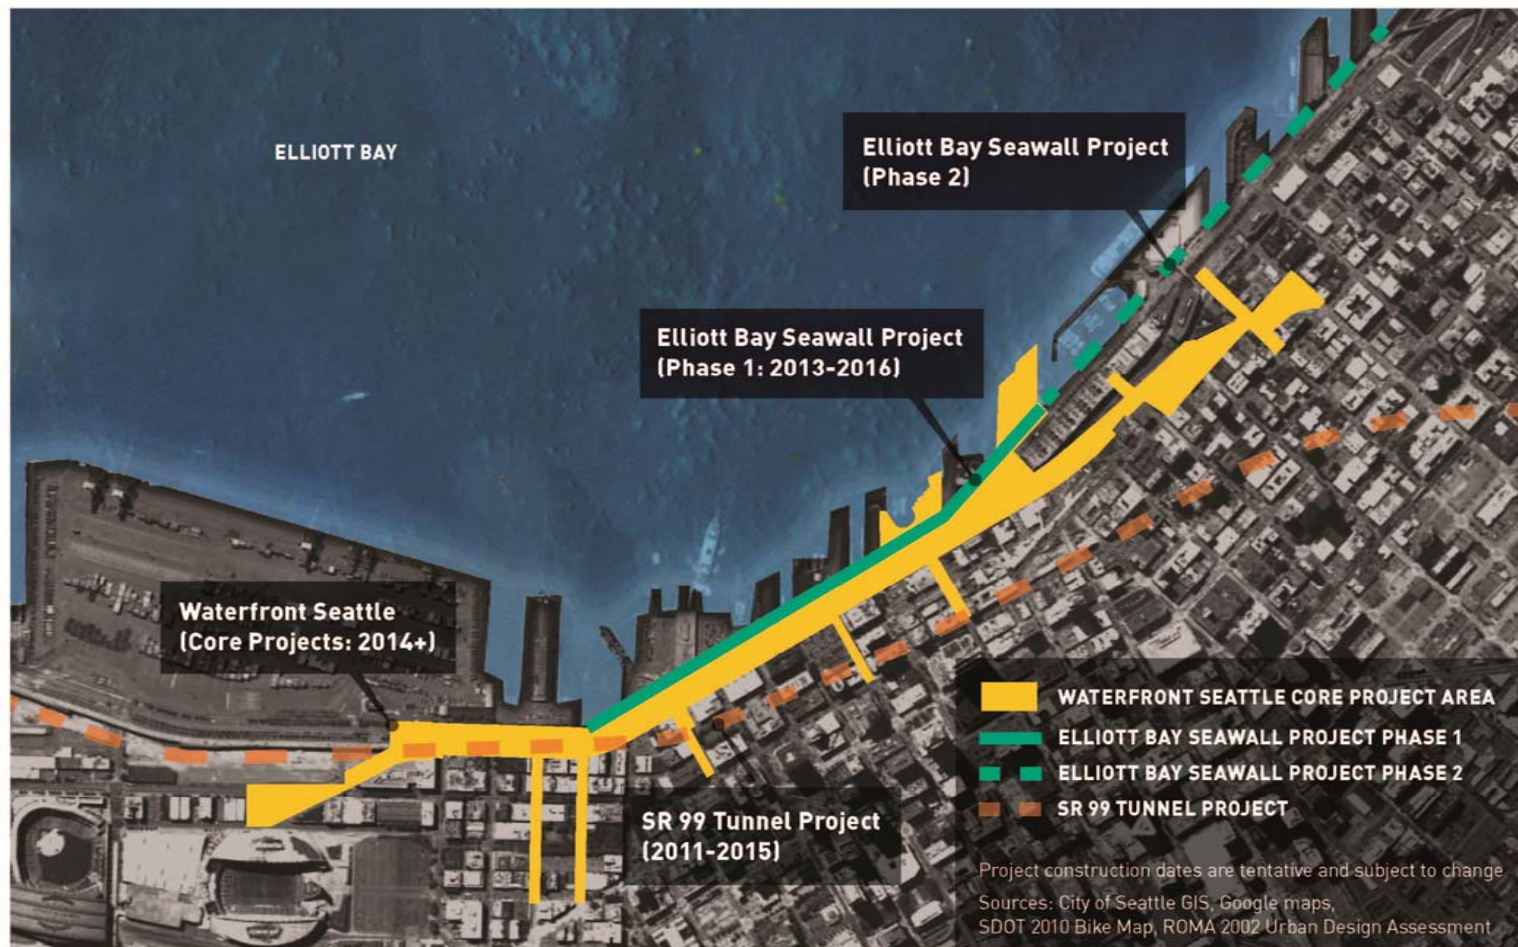 ELLIOTT BAY
Elliott Bay Seawall Project
(Phase 2)
Elliott Bay Seawall Project
(Phase 1: 2013-2016)
Waterfront Seattle
(Core Projects: 2014+)
SR 99 Tunnel Project
(2011-2015)
WATERFRONT SEATTLE CORE PROJECT AREA
ELLIOTT BAY SEAWALL PROJECT PHASE 1
ELLIOTT BAY SEAWALL PROJECT PHASE 2
SR 99 TUNNEL PROJECT
Project construction dates are tentative and subject to change
Sources: City of Seattle GIS, Google maps,
SDOT 2010 Bike Map, ROMA 2002 Urban Design Assessment